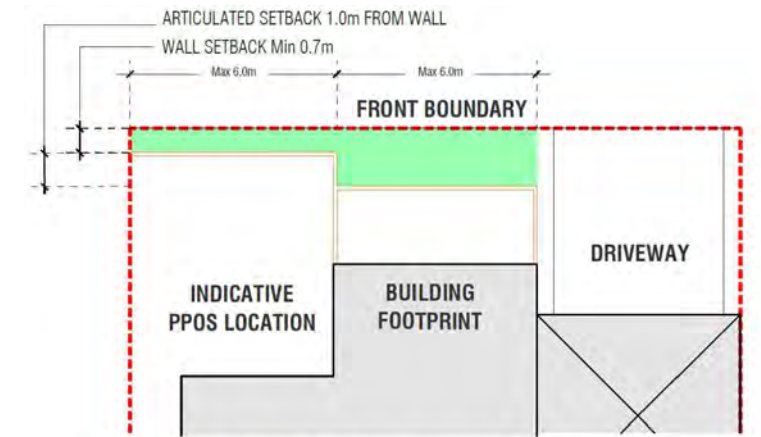 ARTICULATED SETBACK 1.0m FROM WALL
WALL SETBACK Min 0.7m
Max 6.0m
Max 6.0m
FRONT BOUNDARY
DRIVEWAY
INDICATIVE
PPOS LOCATION
BUILDING
FOOTPRINT